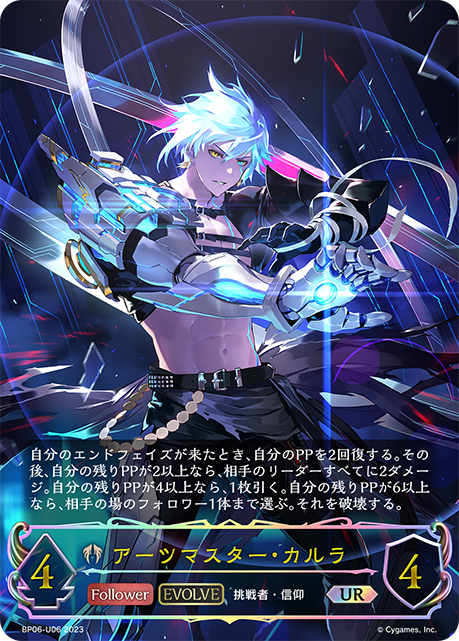 自分のエンドフェイズが来たとき、自分のPPを2回復する。その
後、自分の残りPPが2以上なら、相手のリーダーすべてに2ダメー
ジ。自分の残りPPが4以上なら、1枚引く。自分の残りPPが6以上
なら、相手の場のフォロワー1体まで選ぶ。それを破壊する。
4 アーツマスター・カルラ 4
Follower EVOLVE 挑戦者・信仰 UR
BP06-U06 2023 © Cygames, Inc.